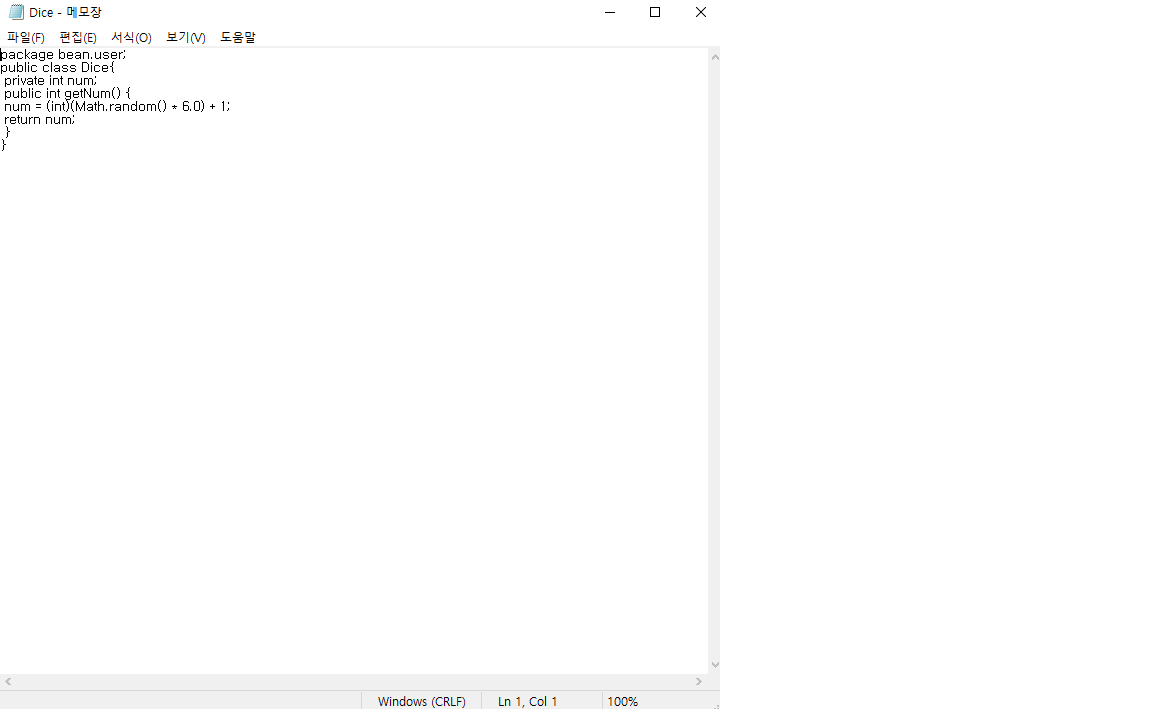 Dice - 메모장
파일(F) 편집(E) 서식(O) 보기(V) 도움말
package bean.user;
public class Dice{
 private int num;
 public int getNum() {
 num = (int)(Math.random() * 6.0) + 1;
 return num;
 }
}
Windows (CRLF) Ln 1, Col 1 100%